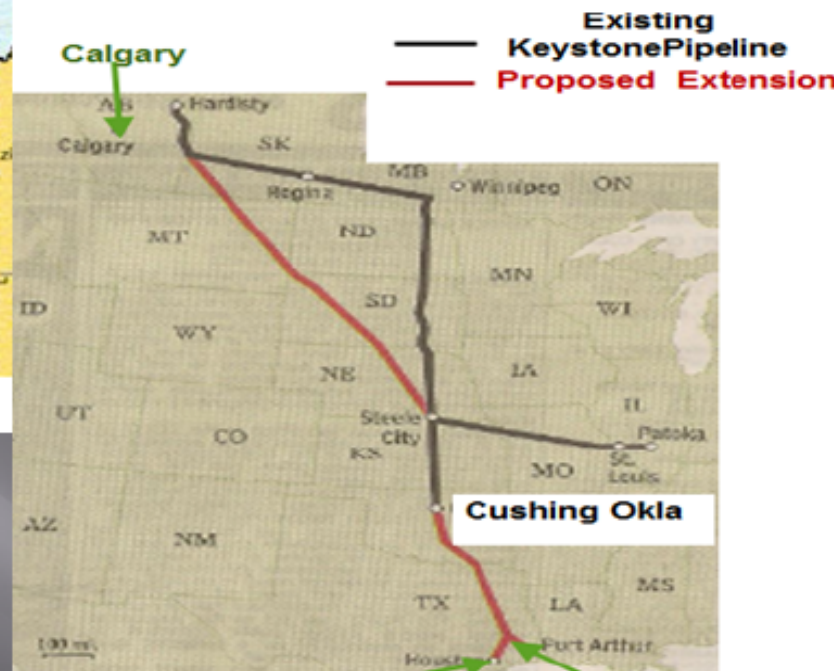 Existing
KeystonePipeline
Proposed Extension
Calgary
AB
Hardisty
Calgary
SK
MB
Regina
Winnipeg
ON
MT
ND
MN
ID
SD
WI
WY
NE
IA
UT
Steele
City
IL
CO
Patoka
KS
MO
St.
Louis
Cushing Okla
AZ
NM
MS
TX
LA
Port Arthur
100 mi